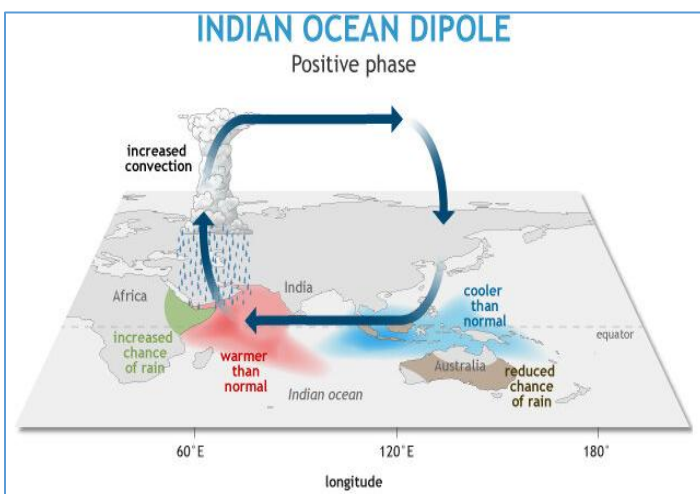 INDIAN OCEAN DIPOLE
Positive phase
increased
convection
Africa
India
cooler
than
normal
increased
chance
of rain
warmer
than
normal
equator
Australia
reduced
chance
of rain
Indian ocean
60°E
120°E
180°
longitude